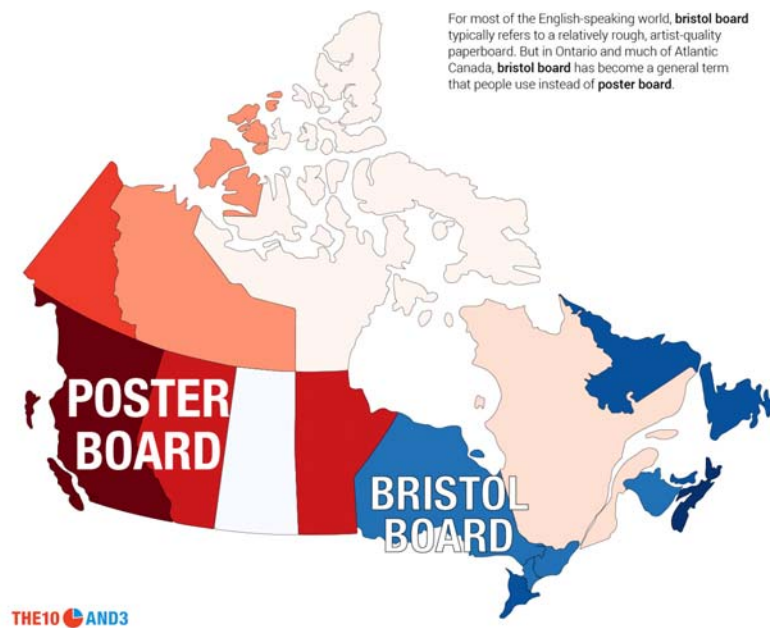 For most of the English-speaking world, bristol board
typically refers to a relatively rough, artist-quality
paperboard. But in Ontario and much of Atlantic
Canada, bristol board has become a general term
that people use instead of poster board.
POSTER
BOARD
BRISTOL
BOARD
THE10 AND3